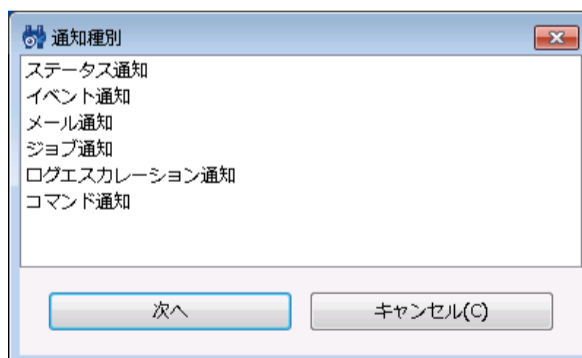 通知種別
ステータス通知
イベント通知
メール通知
ジョブ通知
ログエスカレーション通知
コマンド通知
次へ
キャンセル(C)